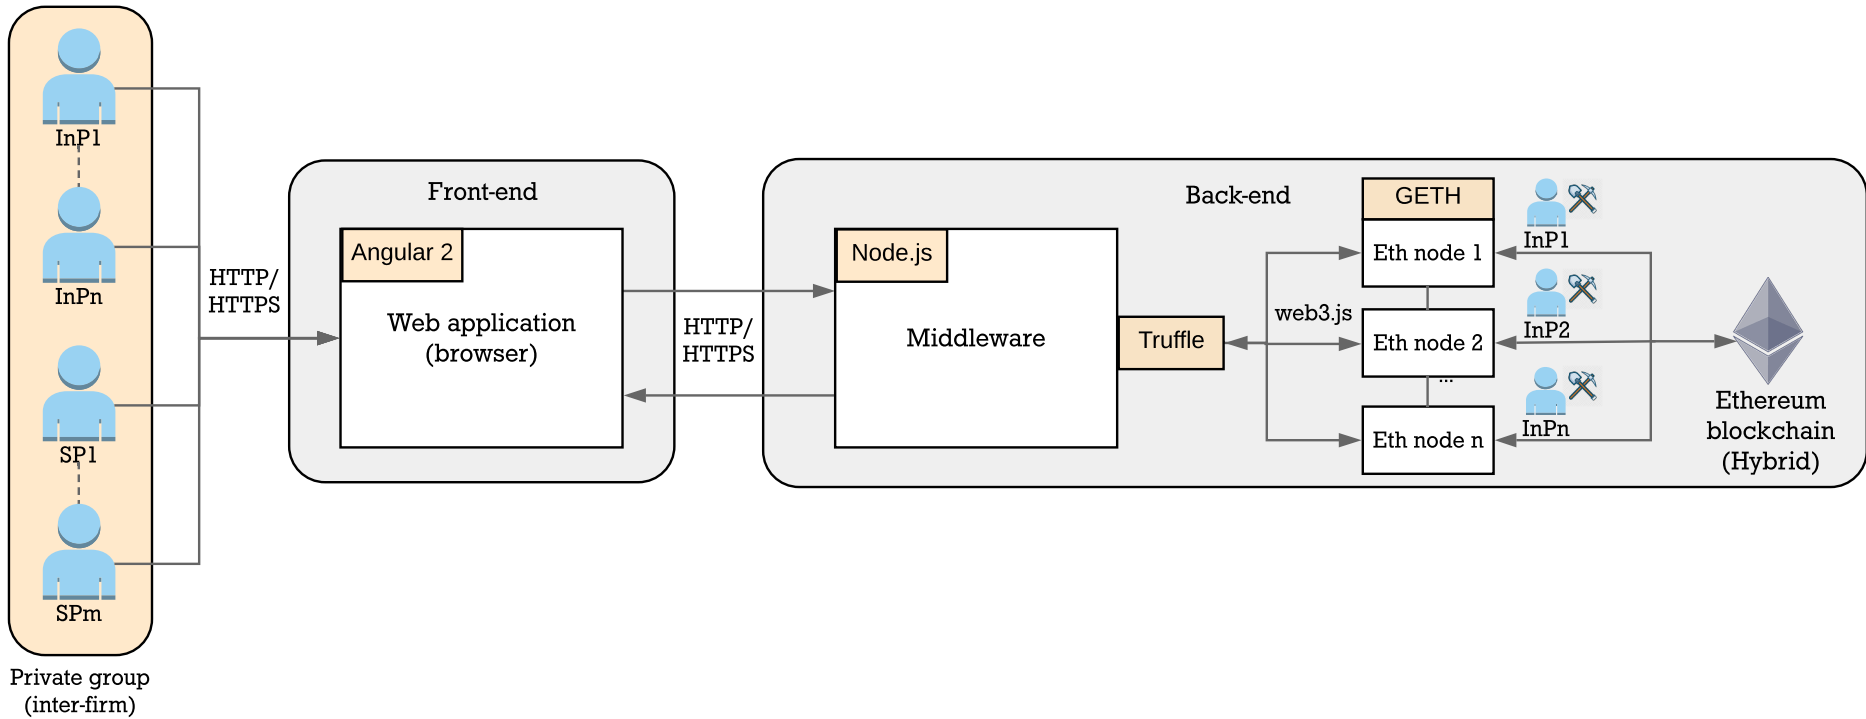 InP1
InPn
SP1
SPm
Private group
(inter-firm)
HTTP/
HTTPS
Front-end
Angular 2
Web application
(browser)
HTTP/
HTTPS
Back-end
Node.js
Middleware
Truffle
web3.js
GETH
Eth node 1
Eth node 2
...
Eth node n
InP1
InP2
InPn
Ethereum
blockchain
(Hybrid)